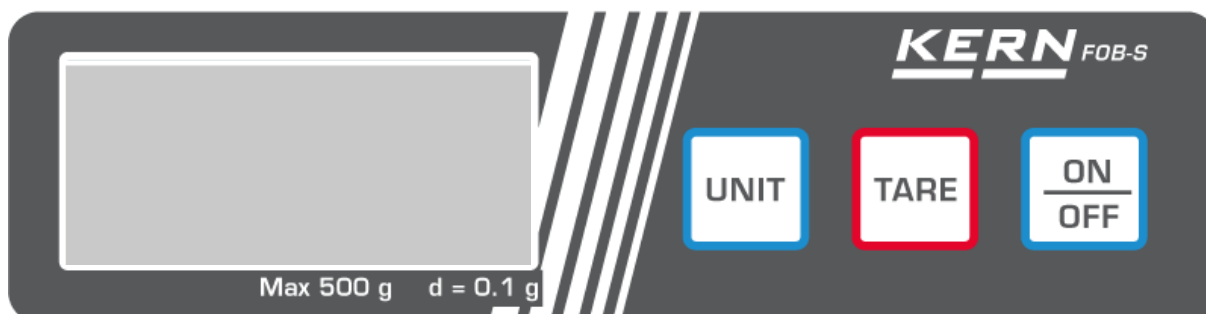 KERN FOB-S
UNIT
TARE
ON
OFF
Max 500 g d = 0.1 g